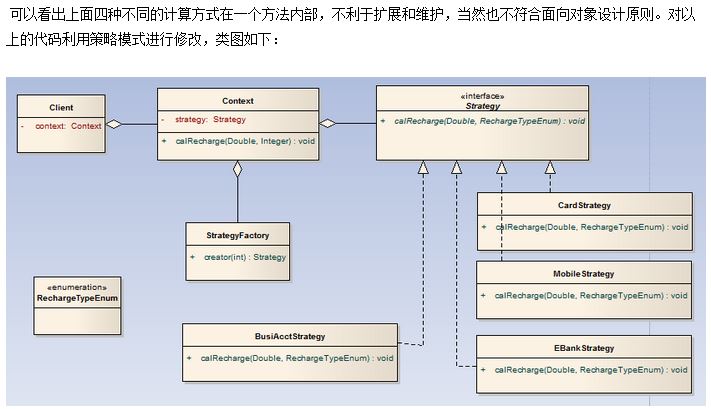 可以看出上面四种不同的计算方式在一个方法内部，不利于扩展和维护，当然也不符合面向对象设计原则。对以
上的代码利用策略模式进行修改，类图如下：
Client
- context: Context
Context
- strategy: Strategy
+ calRecharge(Double, Integer) : void
«interface»
Strategy
+ calRecharge(Double, RechargeTypeEnum) : void
CardStrategy
+ calRecharge(Double, RechargeTypeEnum) : void
StrategyFactory
+ creator(int) : Strategy
MobileStrategy
+ calRecharge(Double, RechargeTypeEnum) : void
«enumeration»
RechargeTypeEnum
BusiAcctStrategy
+ calRecharge(Double, RechargeTypeEnum) : void
EBankStrategy
+ calRecharge(Double, RechargeTypeEnum) : void